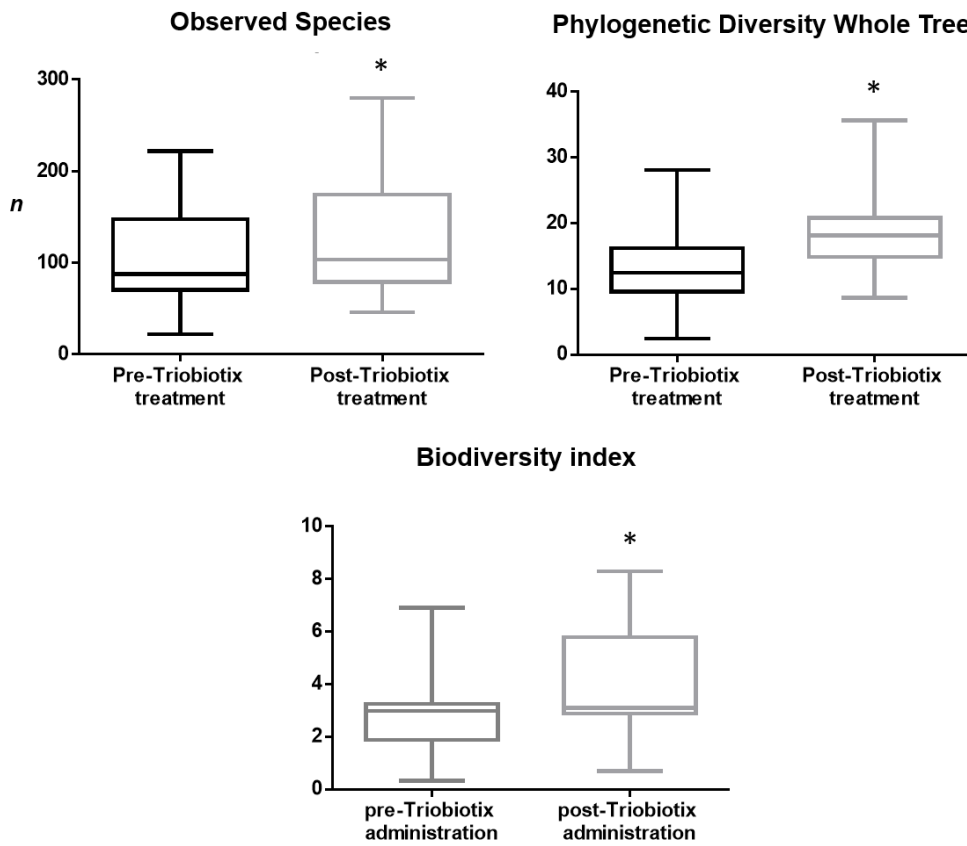 Observed Species
*
300
200
n
100
0
Pre-Triobiotix
treatment
Post-Triobiotix
treatment
Phylogenetic Diversity Whole Tree
*
40
30
20
10
0
Pre-Triobiotix
treatment
Post-Triobiotix
treatment
Biodiversity index
*
10
8
6
4
2
0
pre-Triobiotix
administration
post-Triobiotix
administration